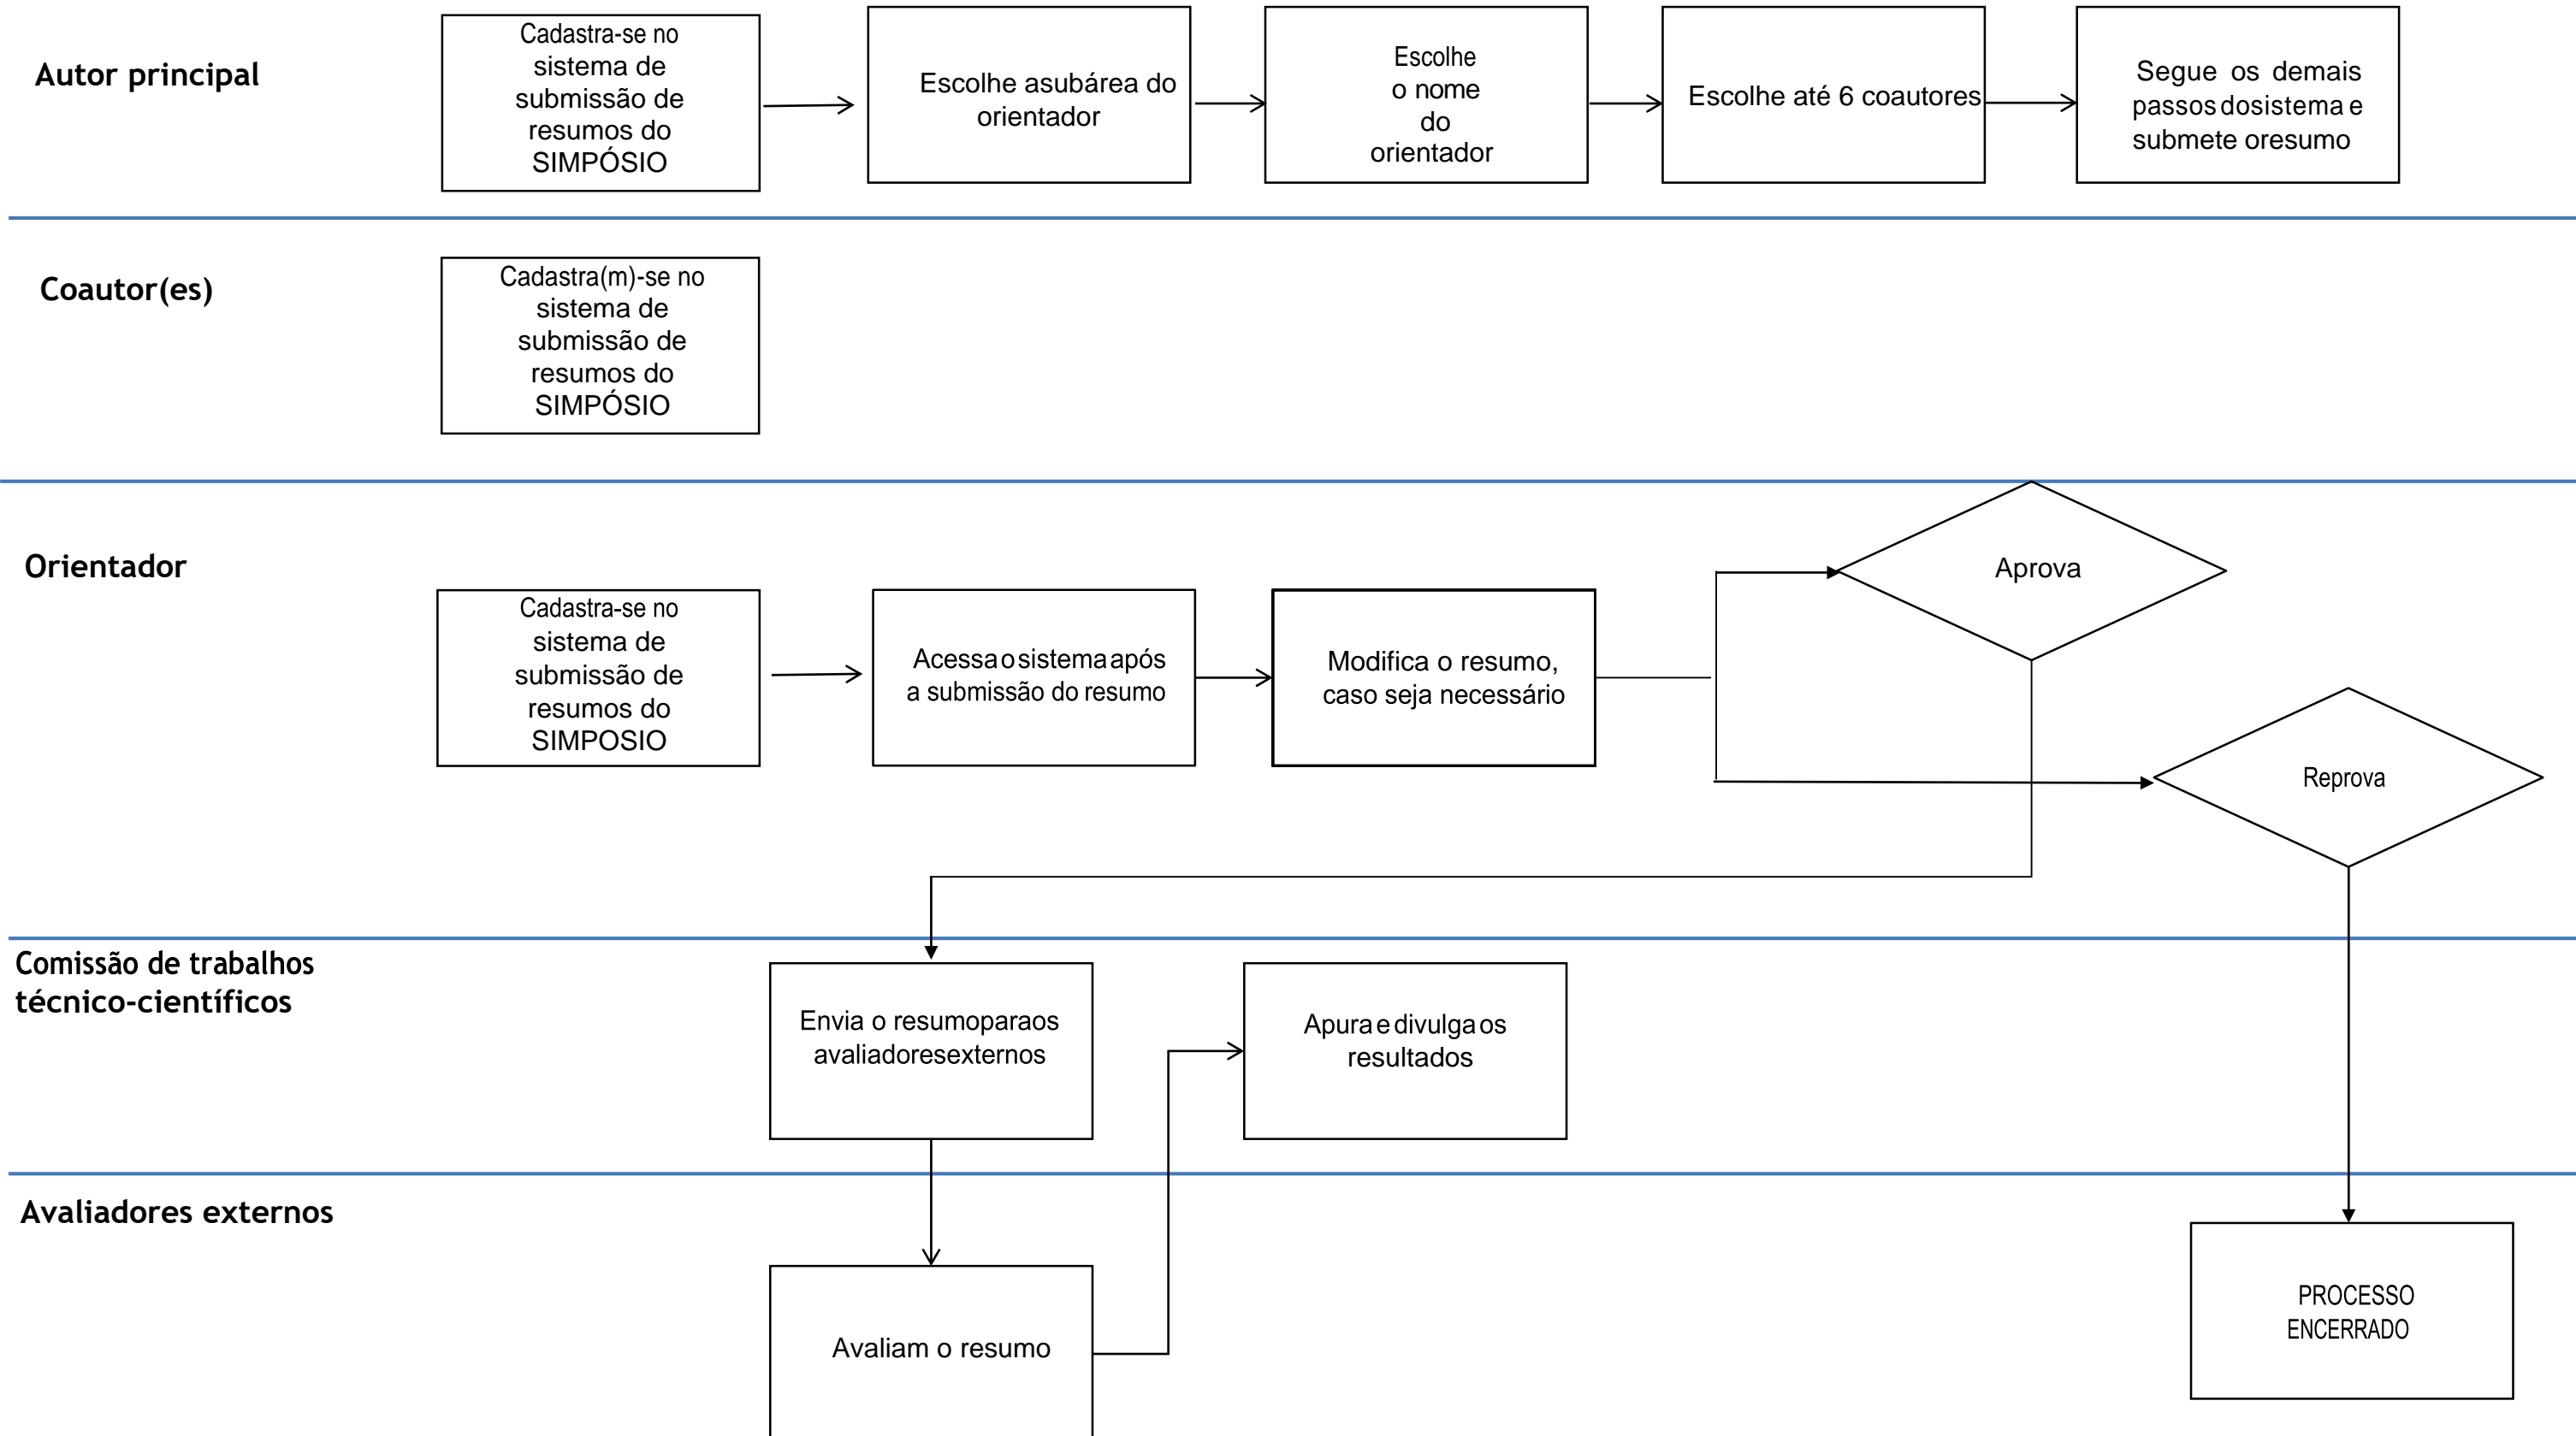 Autor principal
Cadastra-se no
sistema de
submissão de
resumos do
SIMPÓSIO
Escolhe asubárea do
orientador
Escolhe
o nome
do
orientador
Escolhe até 6 coautores
Segue os demais
passos dosistema e
submete oresumo
Coautor(es)
Cadastra(m)-se no
sistema de
submissão de
resumos do
SIMPÓSIO
Orientador
Cadastra-se no
sistema de
submissão de
resumos do
SIMPOSIO
Acessa o sistema após
a submissão do resumo
Modifica o resumo,
caso seja necessário
Aprova
Reprova
Comissão de trabalhos
técnico-científicos
Envia o resumoparaos
avaliadoresexternos
Apura e divulga os
resultados
Avaliadores externos
Avaliam o resumo
PROCESSO
ENCERRADO